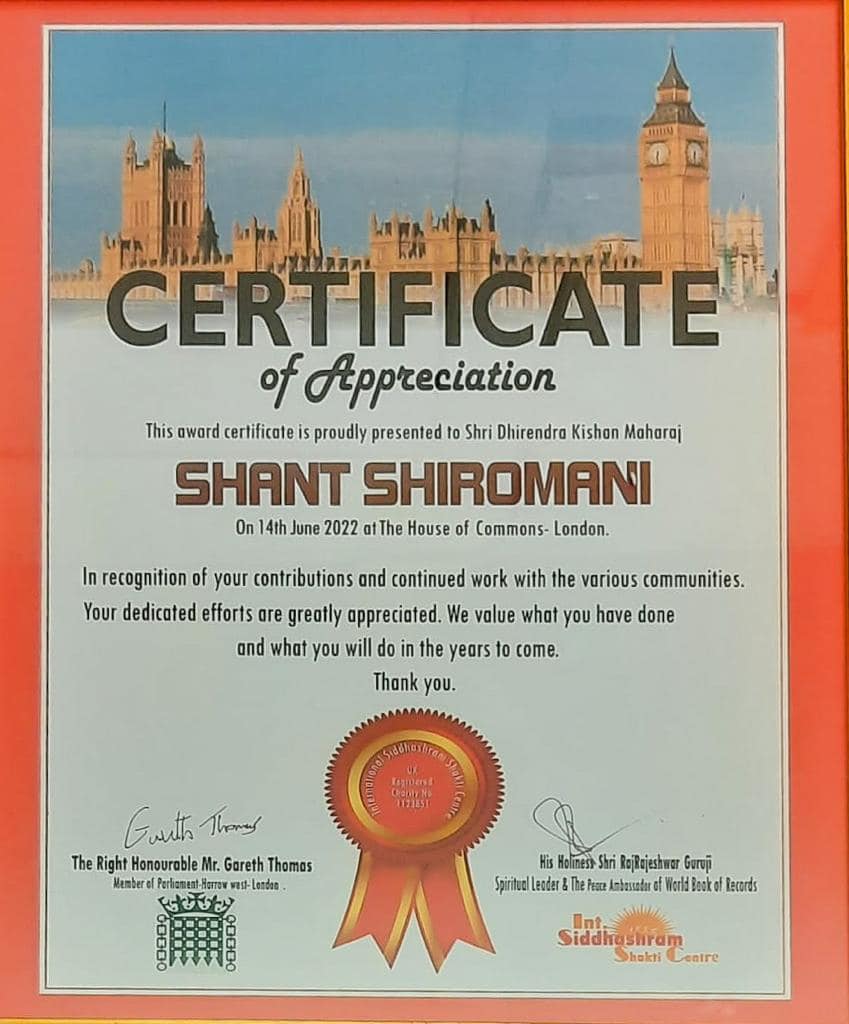 CERTIFICATE
of Appreciation
This award certificate is proudly presented to Shri Dhirendra Kishan Maharaj
SHANT SHIROMANI
On 14th June 2022 at The House of Commons- London.
In recognition of your contributions and continued work with the various communities.
Your dedicated efforts are greatly appreciated. We value what you have done
and what you will do in the years to come.
Thank you.
International Siddhashram Shakti Centre
UK
Registered
Charity No
1123851
Gareth Thomas
The Right Honourable Mr. Gareth Thomas
Member of Parliament-Harrow west- London .
His Holiness Shri RajRajeshwar Guruji
Spiritual Leader & The Peace Ambassador of World Book of Records
Int.
Siddhashram
Shakti Centre